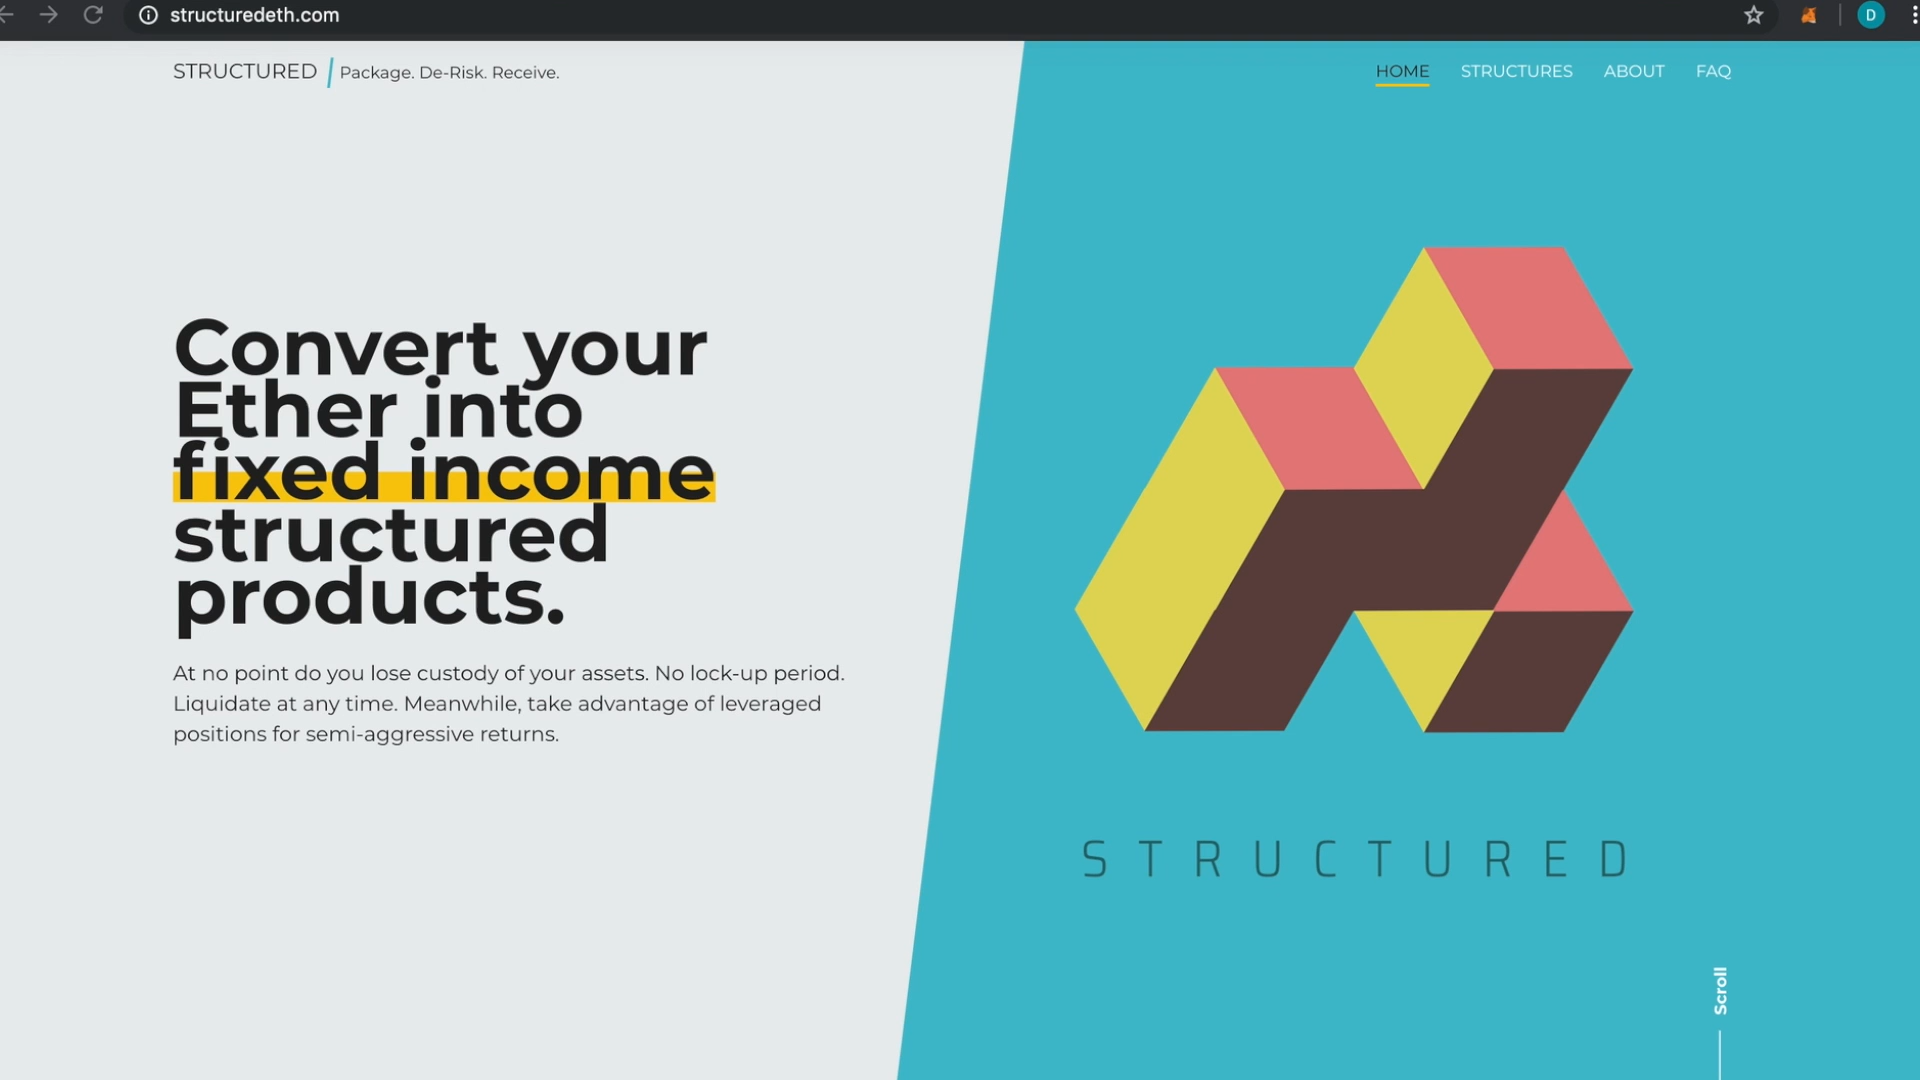 structuredeth.com
D
STRUCTURED
Package. De-Risk. Receive.
HOME STRUCTURES ABOUT FAQ
Convert your
Ether into
fixed income
structured
products.
At no point do you lose custody of your assets. No lock-up period.
Liquidate at any time. Meanwhile, take advantage of leveraged
positions for semi-aggressive returns.
STRUCTURED
Scroll